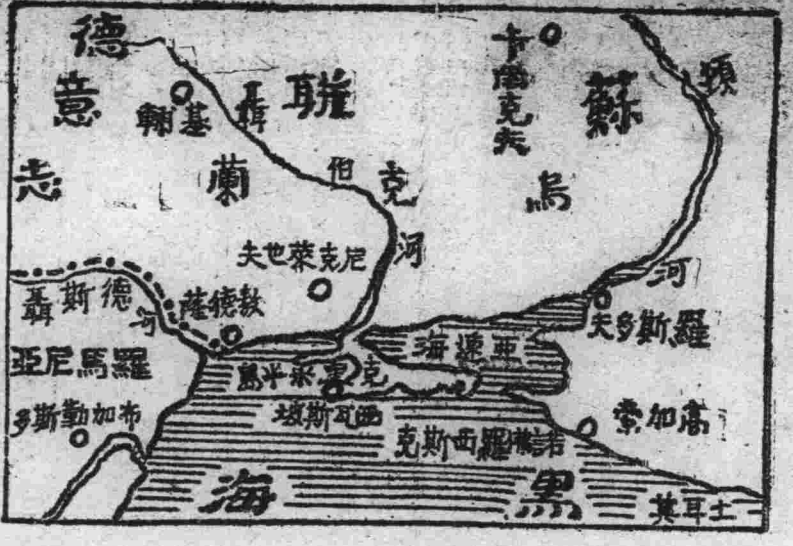 蘇聯
德意志
烏克蘭
卡爾克夫
頓河
基輔
聶伯河
尼克萊也夫
敖德薩
聶斯德河
羅斯多夫
亞速海
羅馬尼亞
克里米半島
西瓦斯坡
布加勒斯多
高加索
諾佛羅西斯克
黑海
土耳其